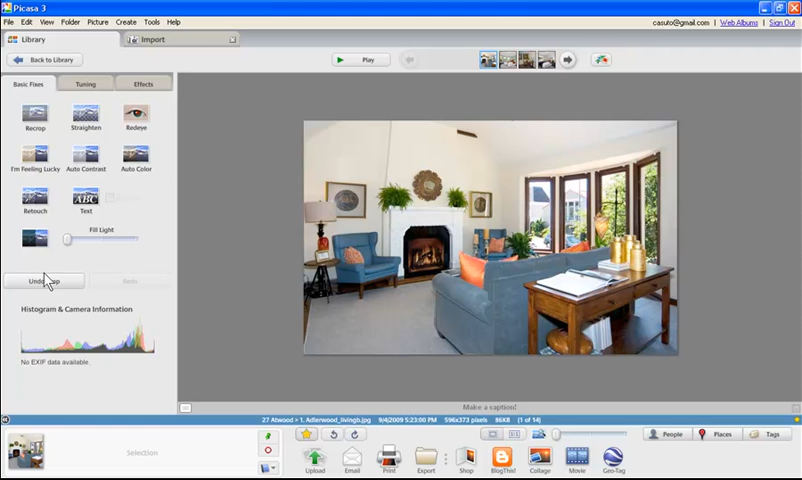 Picasa 3
File Edit View Folder Picture Create Tools Help
casuto@gmail.com | Web Albums | Sign Out
Library Import
Back to Library Play
Basic Fixes Tuning Effects
Recrop Straighten Redeye
I'm Feeling Lucky Auto Contrast Auto Color
Retouch Text
ABC
Fill Light
Redo
Histogram & Camera Information
No EXIF data available.
Make a caption!
27 Atwood > 1. Adlerwood_livingb.jpg 9/4/2009 5:23:00 PM 596x373 pixels 86KB (1 of 14)
1:1 People Places Tags
Selection
Upload Email Print Export Shop BlogThis! Collage Movie Geo-Tag